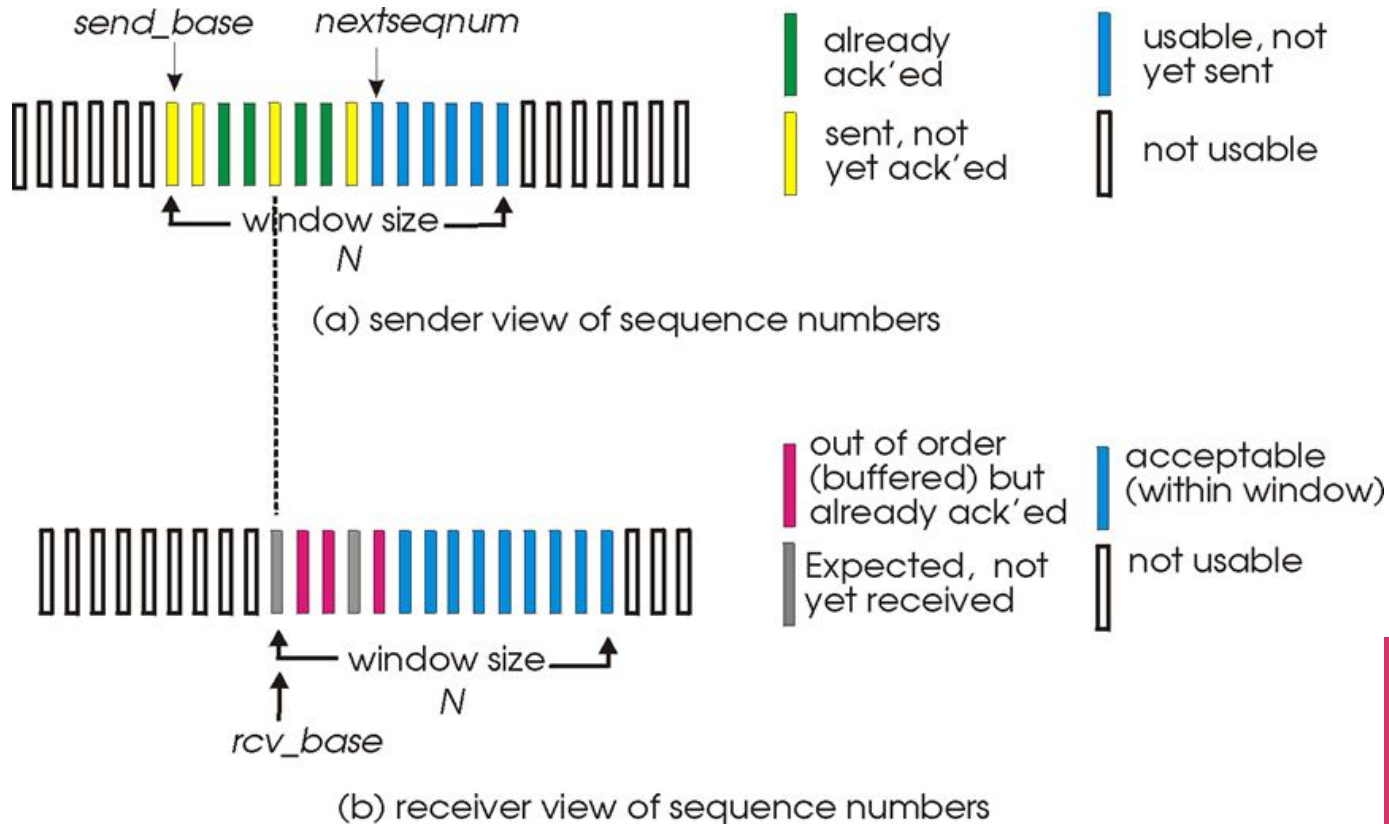 send_base
nextseqnum
already
ack'ed
usable, not
yet sent
sent, not
yet ack'ed
not usable
window size
N
(a) sender view of sequence numbers
out of order
(buffered) but
already ack'ed
acceptable
(within window)
Expected, not
yet received
not usable
window size
N
rcv_base
(b) receiver view of sequence numbers